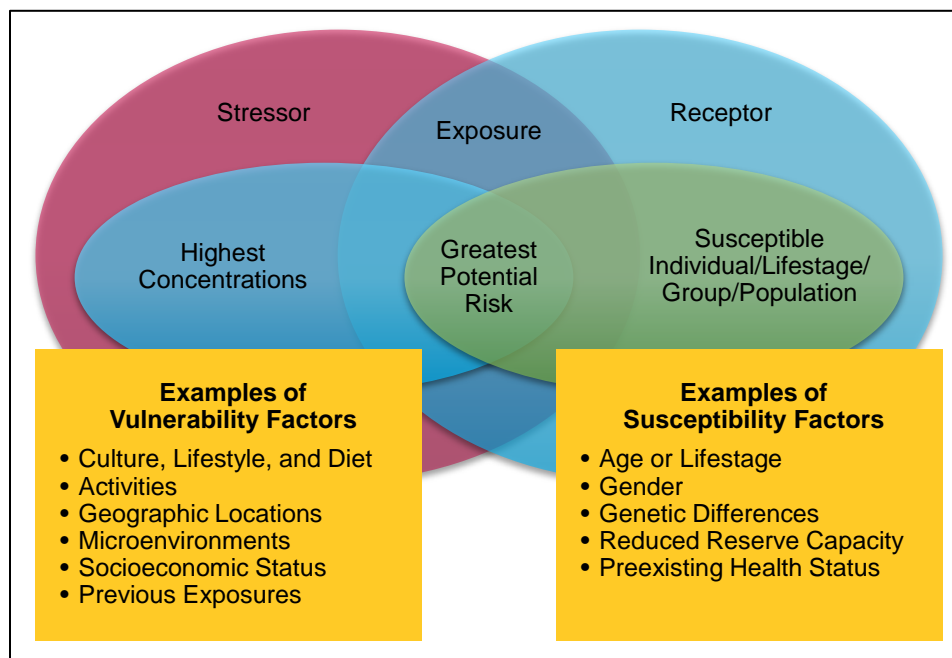 Stressor
Exposure
Receptor
Highest
Concentrations
Greatest
Potential
Risk
Susceptible
Individual/Lifestage/
Group/Population
Examples of
Vulnerability Factors
• Culture, Lifestyle, and Diet
• Activities
• Geographic Locations
• Microenvironments
• Socioeconomic Status
• Previous Exposures
Examples of
Susceptibility Factors
• Age or Lifestage
• Gender
• Genetic Differences
• Reduced Reserve Capacity
• Preexisting Health Status